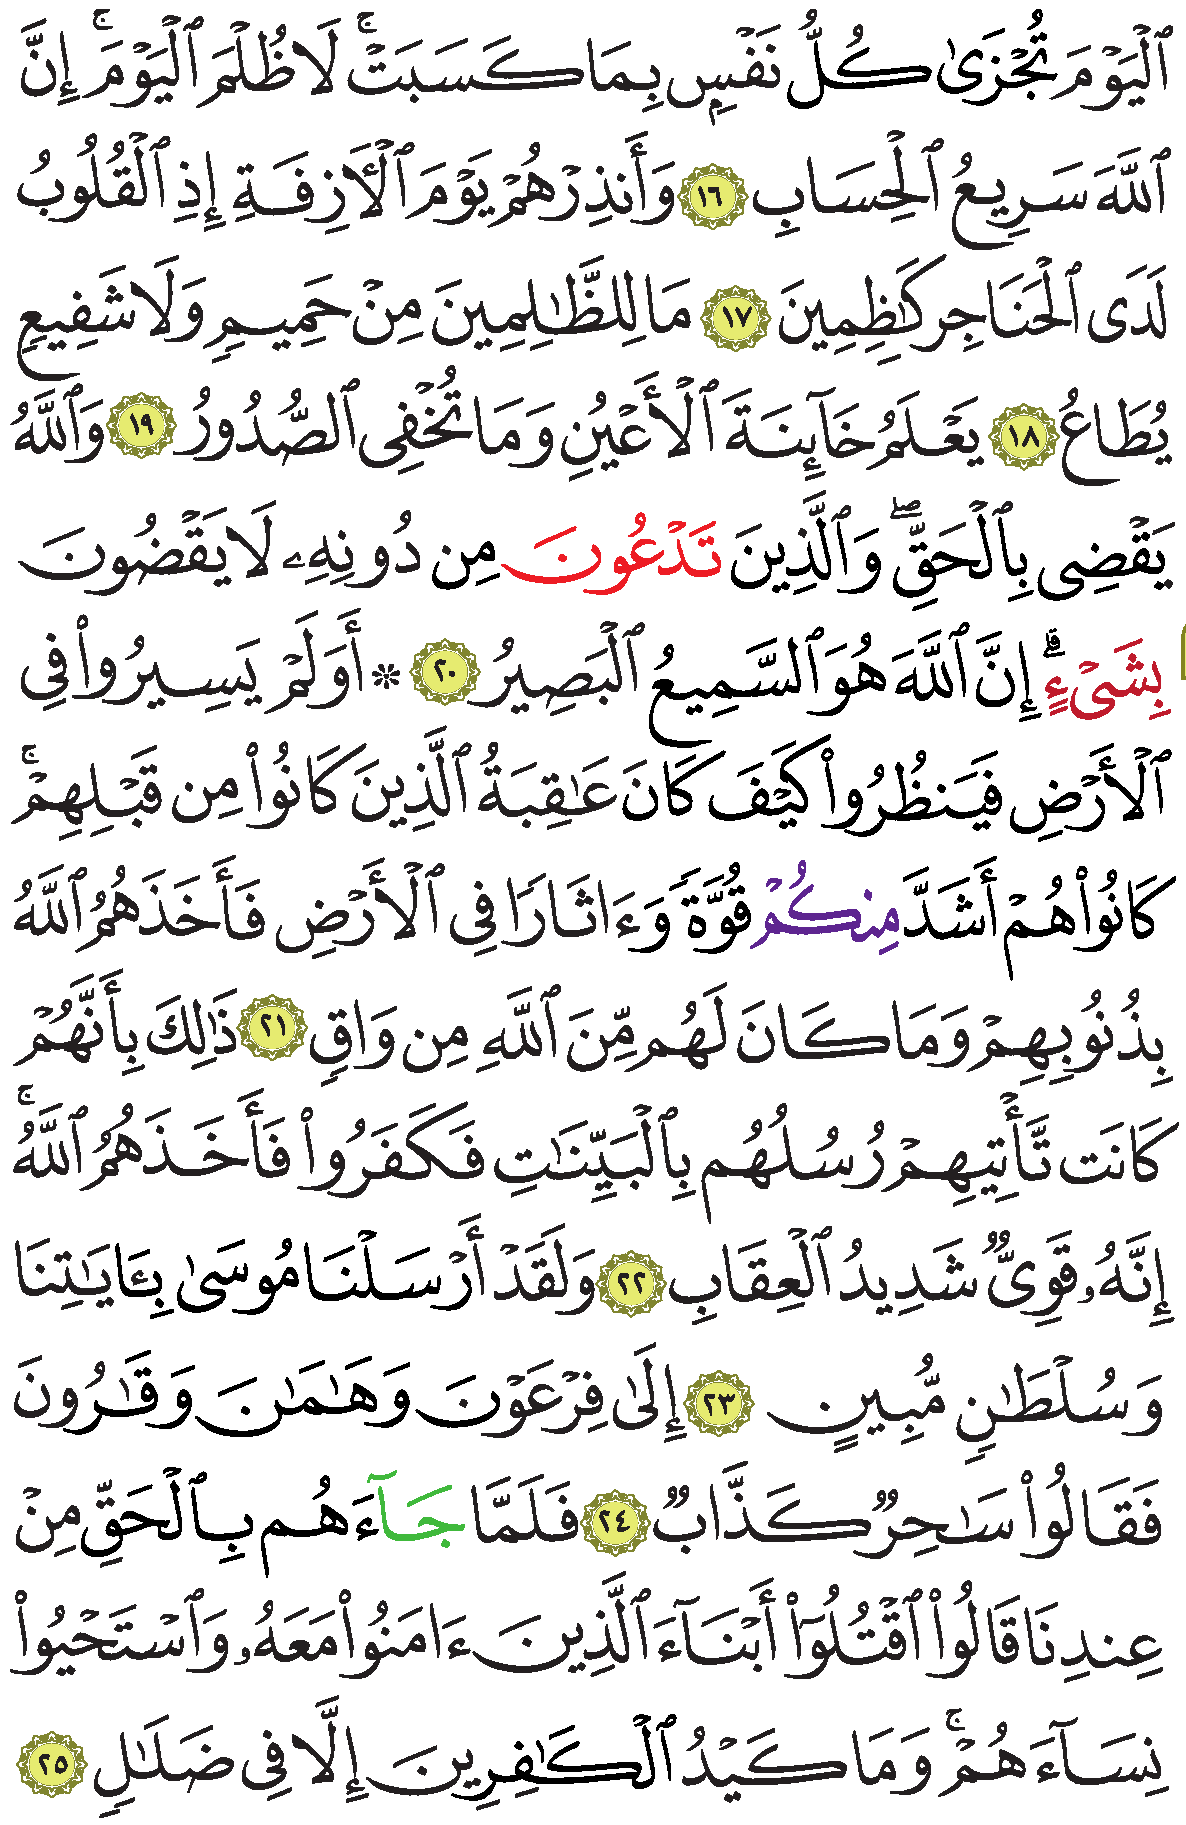 ٱلْيَوْمَ تُجْزَىٰ كُلُّ نَفْسٍۭ بِمَا كَسَبَتْۚ لَا ظُلْمَ ٱلْيَوْمَۚ إِنَّ
ٱللَّهَ سَرِيعُ ٱلْحِسَابِ ١٦ وَأَنذِرْهُمْ يَوْمَ ٱلْأَزِفَةِ إِذِ ٱلْقُلُوبُ
لَدَى ٱلْحَنَاجِرِ كَٰظِمِينَ ١٧ مَا لِلظَّٰلِمِينَ مِنْ حَمِيمٍ وَلَا شَفِيعٍ
يُطَاعُ ١٨ يَعْلَمُ خَآئِنَةَ ٱلْأَعْيُنِ وَمَا تُخْفِى ٱلصُّدُورُ ١٩ وَٱللَّهُ
يَقْضِى بِٱلْحَقِّۖ وَٱلَّذِينَ تَدْعُونَ مِن دُونِهِۦ لَا يَقْضُونَ
بِشَىْءٍۗ إِنَّ ٱللَّهَ هُوَ ٱلسَّمِيعُ ٱلْبَصِيرُ ٢٠ ۞ أَوَلَمْ يَسِيرُوا۟ فِى
ٱلْأَرْضِ فَيَنظُرُوا۟ كَيْفَ كَانَ عَٰقِبَةُ ٱلَّذِينَ كَانُوا۟ مِن قَبْلِهِمْۚ
كَانُوا۟ هُمْ أَشَدَّ مِنكُمْ قُوَّةً وَءَاثَارًا فِى ٱلْأَرْضِ فَأَخَذَهُمُ ٱللَّهُ
بِذُنُوبِهِمْ وَمَا كَانَ لَهُم مِّنَ ٱللَّهِ مِن وَاقٍ ٢١ ذَٰلِكَ بِأَنَّهُمْ
كَانَت تَّأْتِيهِمْ رُسُلُهُم بِٱلْبَيِّنَٰتِ فَكَفَرُوا۟ فَأَخَذَهُمُ ٱللَّهُۚ
إِنَّهُۥ قَوِىٌّ شَدِيدُ ٱلْعِقَابِ ٢٢ وَلَقَدْ أَرْسَلْنَا مُوسَىٰ بِـَٔايَٰتِنَا
وَسُلْطَٰنٍ مُّبِينٍ ٢٣ إِلَىٰ فِرْعَوْنَ وَهَٰمَٰنَ وَقَٰرُونَ
فَقَالُوا۟ سَٰحِرٌ كَذَّابٌ ٢٤ فَلَمَّا جَآءَهُم بِٱلْحَقِّ مِنْ
عِندِنَا قَالُوا۟ ٱقْتُلُوٓا۟ أَبْنَآءَ ٱلَّذِينَ ءَامَنُوا۟ مَعَهُۥ وَٱسْتَحْيُوا۟
نِسَآءَهُمْۚ وَمَا كَيْدُ ٱلْكَٰفِرِينَ إِلَّا فِى ضَلَٰلٍ ٢٥